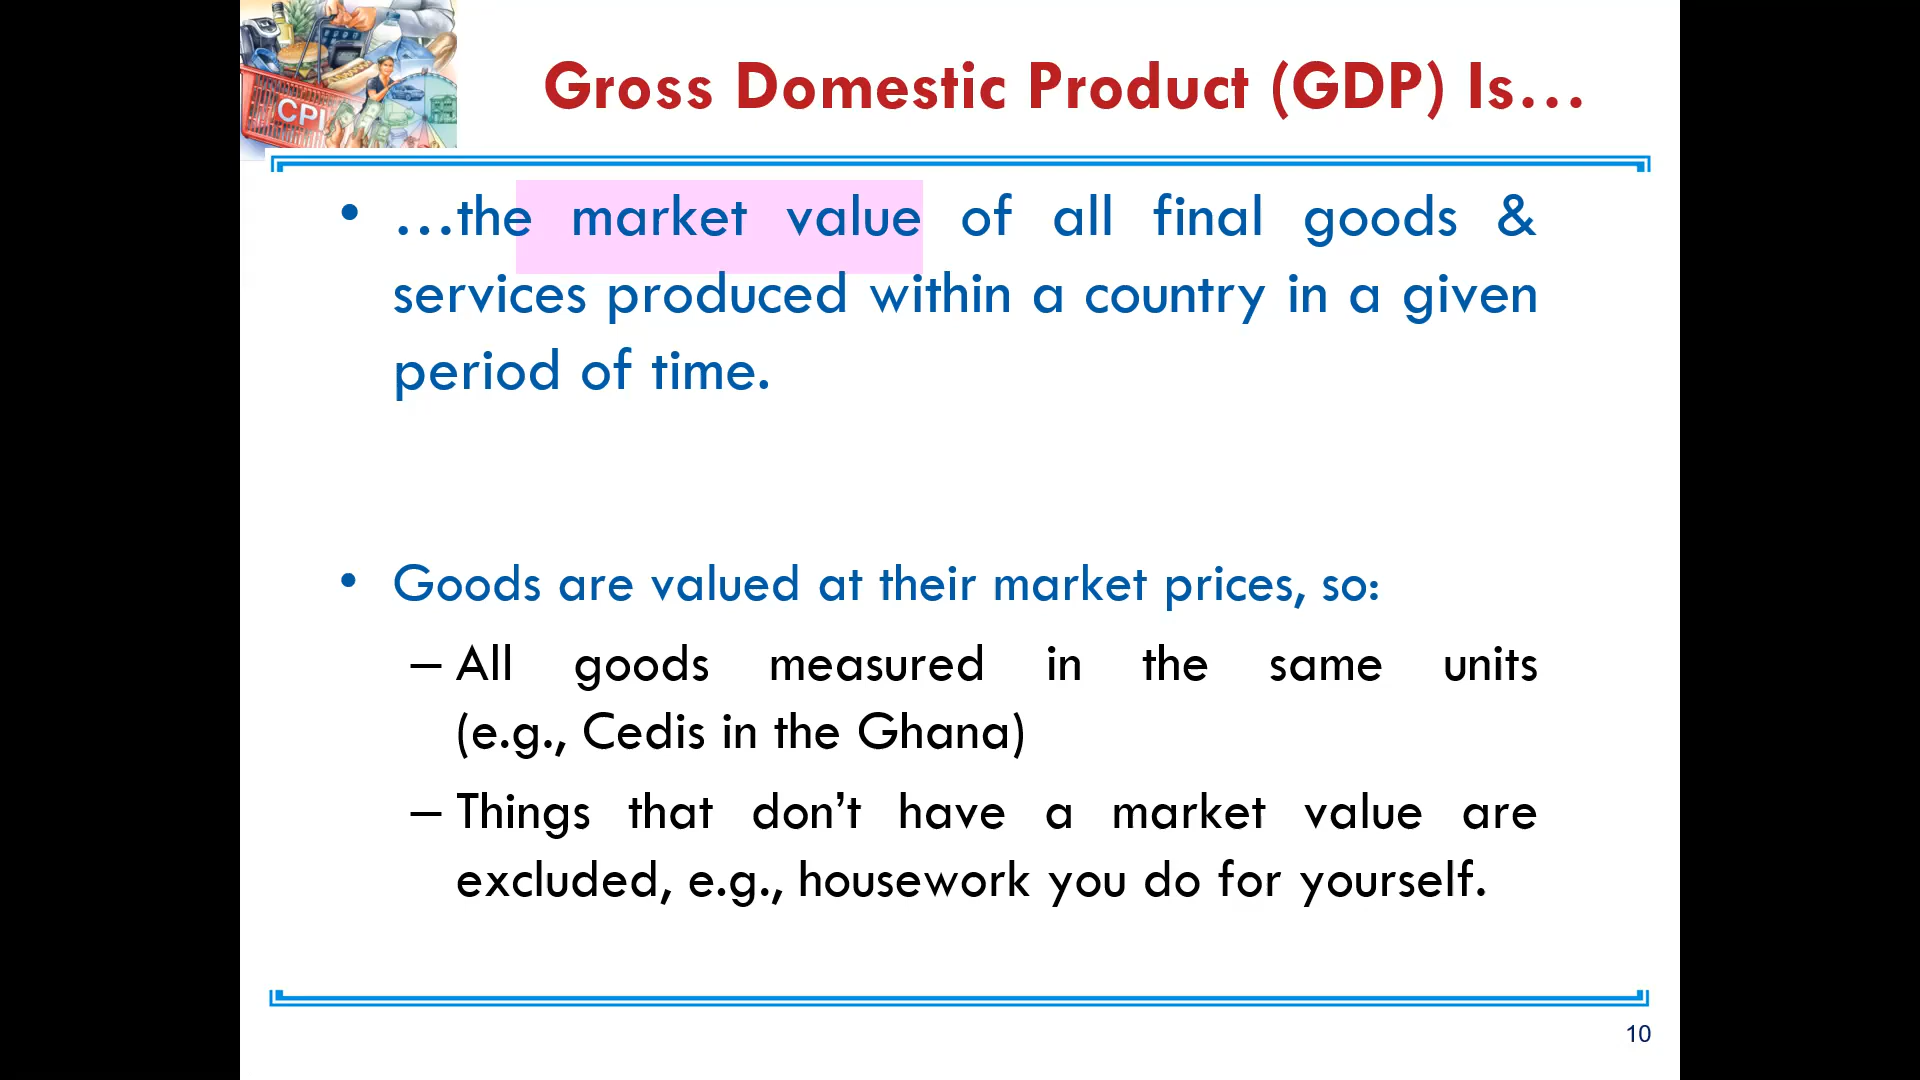 CPI
Gross Domestic Product (GDP) Is…
• …the market value of all final goods &
services produced within a country in a given
period of time.
• Goods are valued at their market prices, so:
– All goods measured in the same units
(e.g., Cedis in the Ghana)
– Things that don’t have a market value are
excluded, e.g., housework you do for yourself.
10